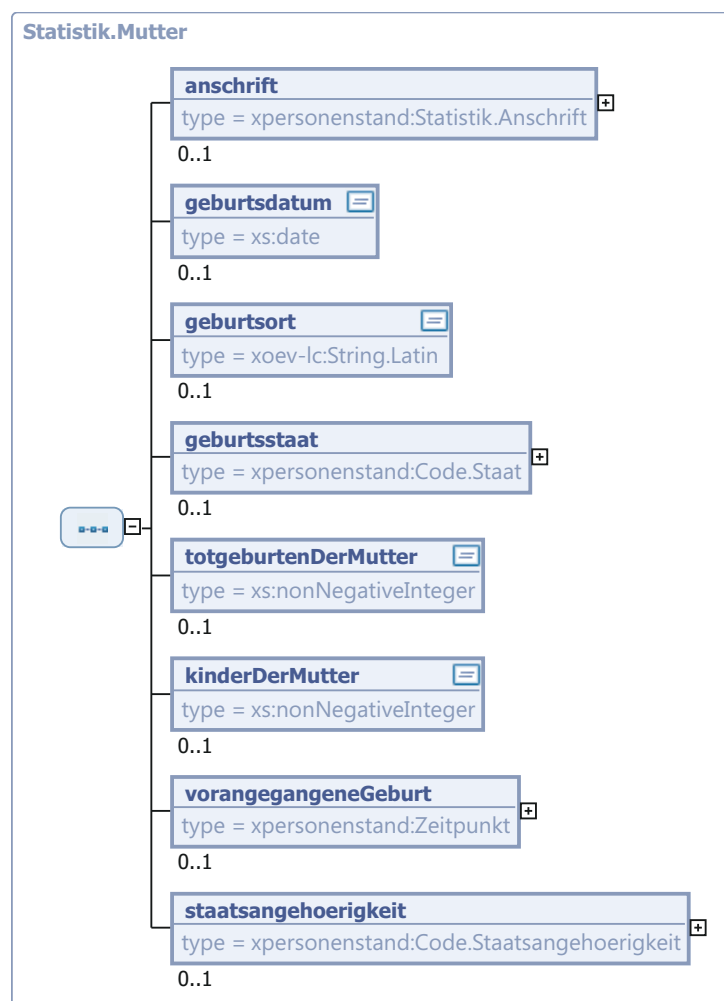 Statistik.Mutter
anschrift
type = xpersonenstand:Statistik.Anschrift
0..1
geburtsdatum
type = xs:date
0..1
geburtsort
type = xoev-lc:String.Latin
0..1
geburtsstaat
type = xpersonenstand:Code.Staat
0..1
totgeburtenDerMutter
type = xs:nonNegativeInteger
0..1
kinderDerMutter
type = xs:nonNegativeInteger
0..1
vorangegangeneGeburt
type = xpersonenstand:Zeitpunkt
0..1
staatsangehoerigkeit
type = xpersonenstand:Code.Staatsangehoerigkeit
0..1